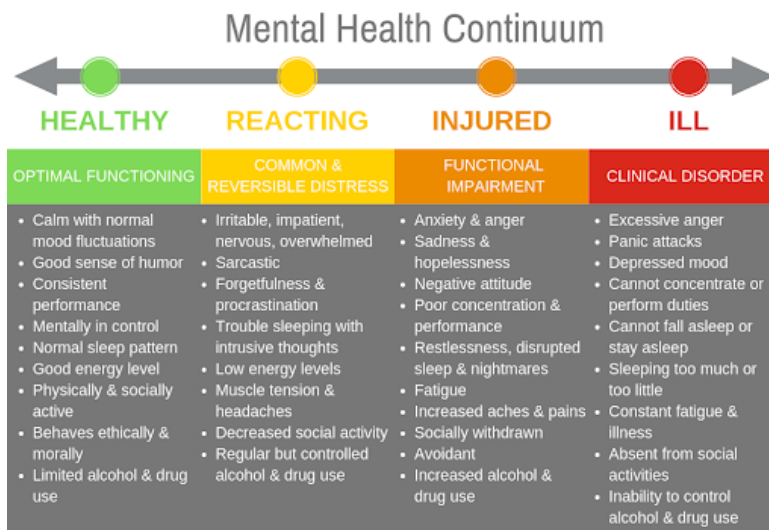 Mental Health Continuum
HEALTHY
REACTING
INJURED
ILL
OPTIMAL FUNCTIONING
COMMON &
REVERSIBLE DISTRESS
FUNCTIONAL
IMPAIRMENT
CLINICAL DISORDER
• Calm with normal
mood fluctuations
• Good sense of humor
• Consistent
performance
• Mentally in control
• Normal sleep pattern
• Good energy level
• Physically & socially
active
• Behaves ethically &
morally
• Limited alcohol & drug
use
• Irritable, impatient,
nervous, overwhelmed
• Sarcastic
• Forgetfulness &
procrastination
• Trouble sleeping with
intrusive thoughts
• Low energy levels
• Muscle tension &
headaches
• Decreased social activity
• Regular but controlled
alcohol & drug use
• Anxiety & anger
• Sadness &
hopelessness
• Negative attitude
• Poor concentration &
performance
• Restlessness, disrupted
sleep & nightmares
• Fatigue
• Increased aches & pains
• Socially withdrawn
• Avoidant
• Increased alcohol &
drug use
• Excessive anger
• Panic attacks
• Depressed mood
• Cannot concentrate or
perform duties
• Cannot fall asleep or
stay asleep
• Sleeping too much or
too little
• Constant fatigue &
illness
• Absent from social
activities
• Inability to control
alcohol & drug use